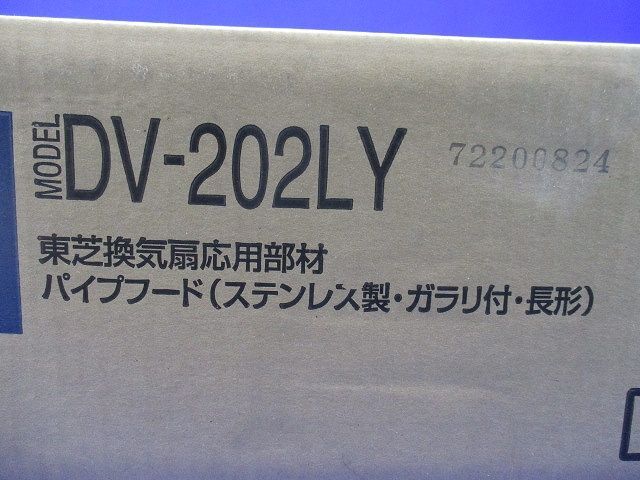 MODEL DV-202LY 72200824
東芝換気扇応用部材
パイプフード(ステンレス製・ガラリ付・長形)